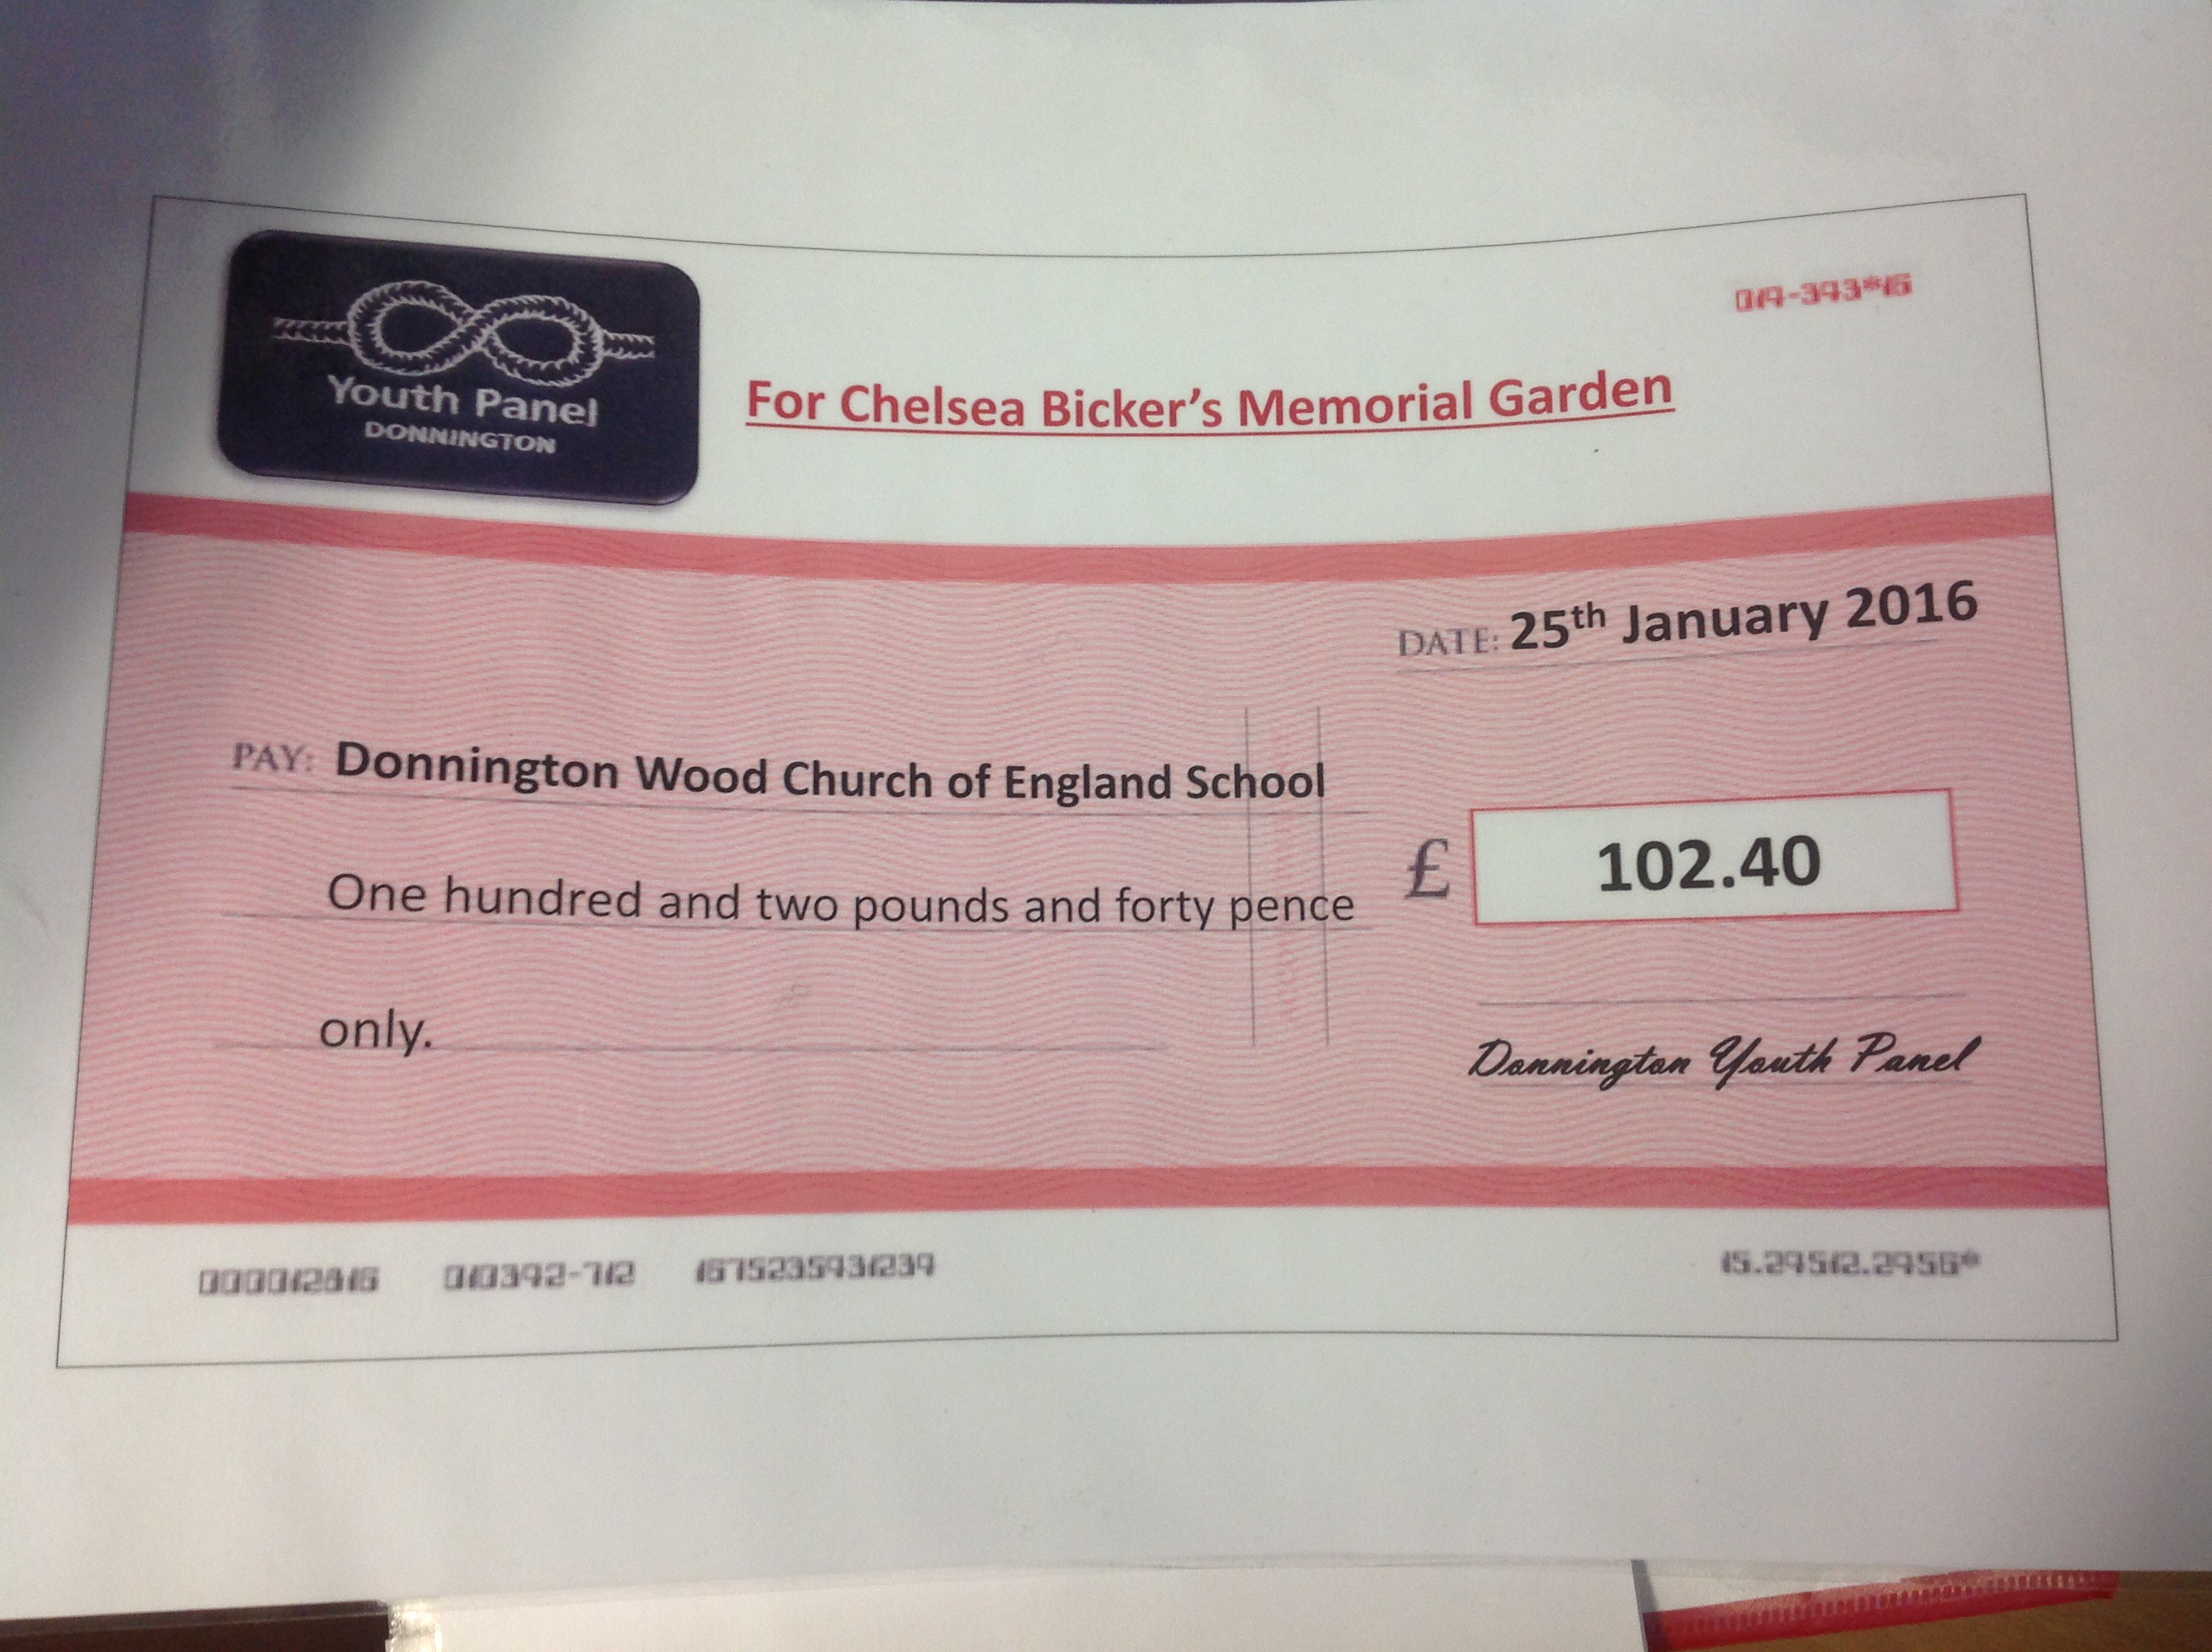 Youth Panel
DONNINGTON
For Chelsea Bicker's Memorial Garden
DATE: 25th January 2016
PAY: Donnington Wood Church of England School
One hundred and two pounds and forty pence
£ 102.40
only.
Donnington Youth Panel